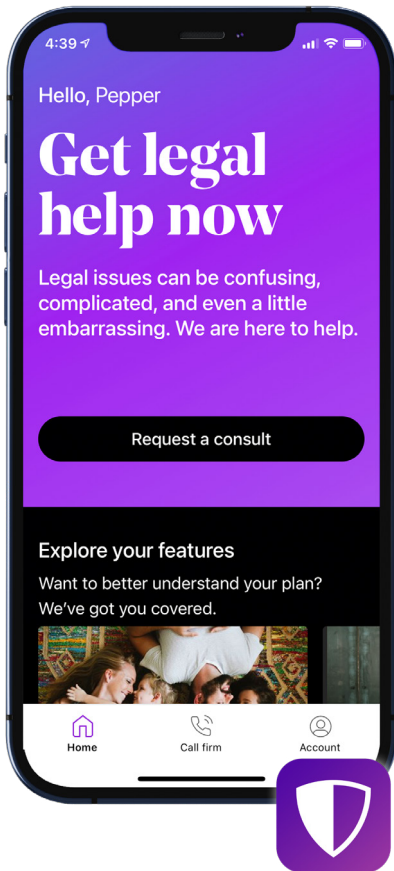 4:39
Hello, Pepper
Get legal
help now
Legal issues can be confusing,
complicated, and even a little
embarrassing. We are here to help.
Request a consult
Explore your features
Want to better understand your plan?
We've got you covered.
Home
Call firm
Account